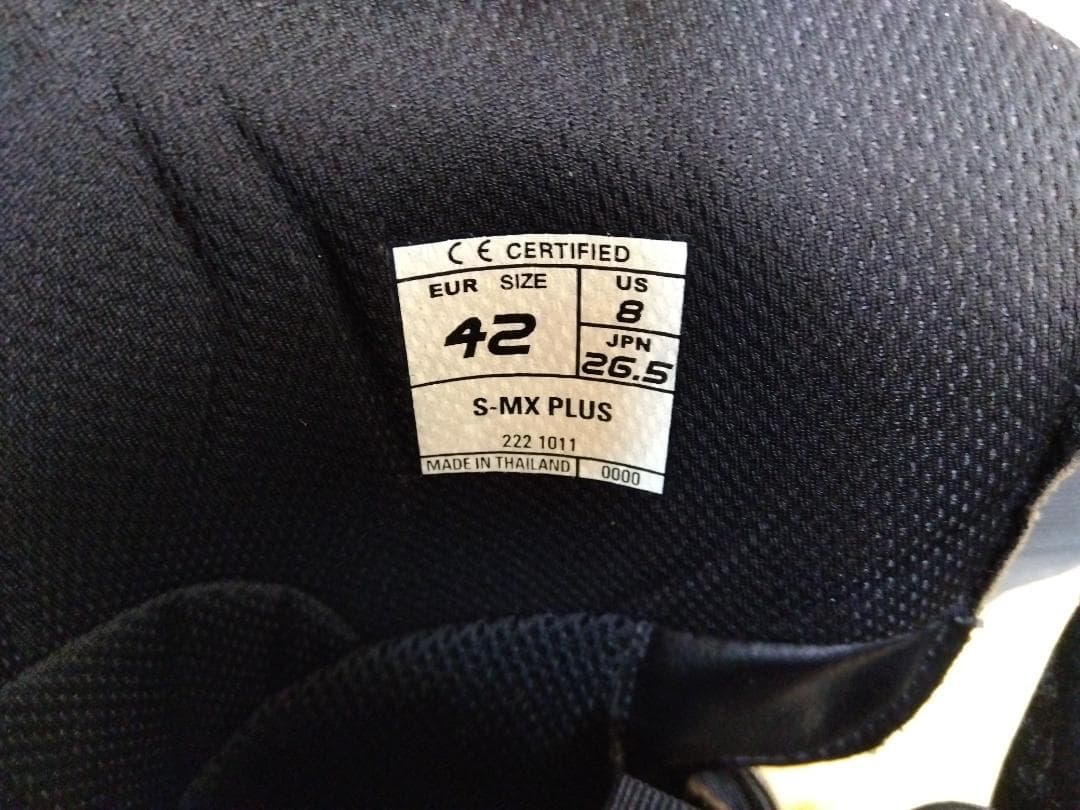 CE CERTIFIED
EUR SIZE
42
US
8
JPN
26.5
S-MX PLUS
222 1011
MADE IN THAILAND
0000